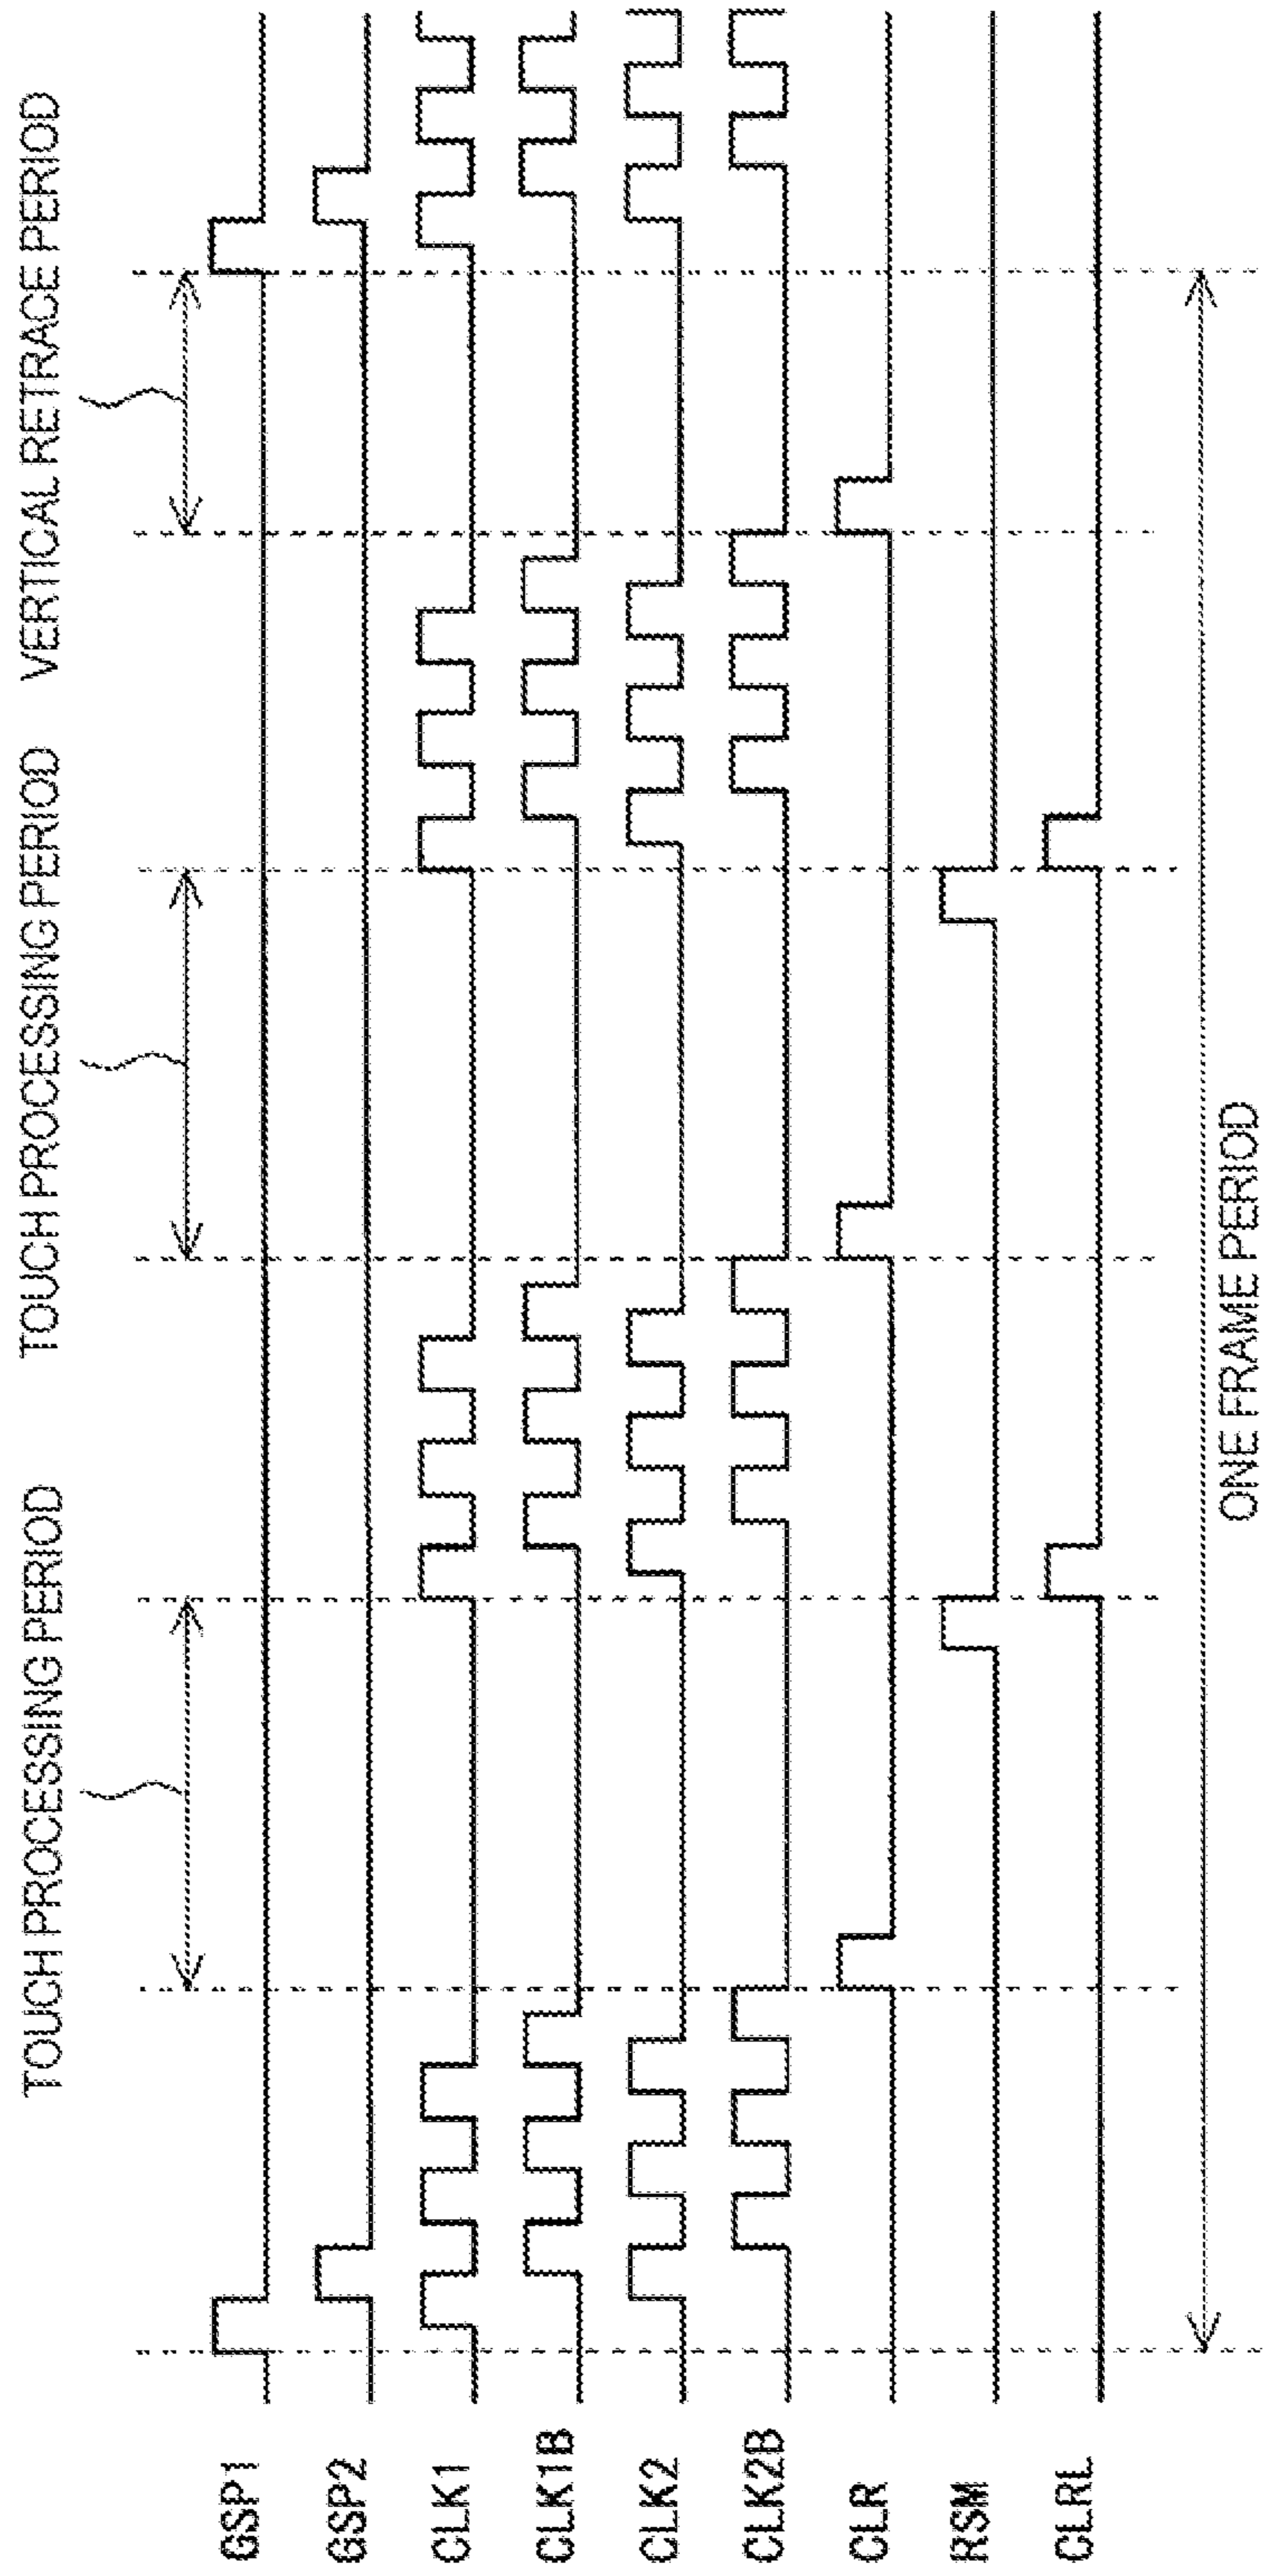 TOUCH PROCESSING PERIOD
TOUCH PROCESSING PERIOD
VERTICAL RETRACE PERIOD
GSP1
GSP2
CLK1
CLK1B
CLK2
CLK2B
CLR
RSM
CLRL
ONE FRAME PERIOD